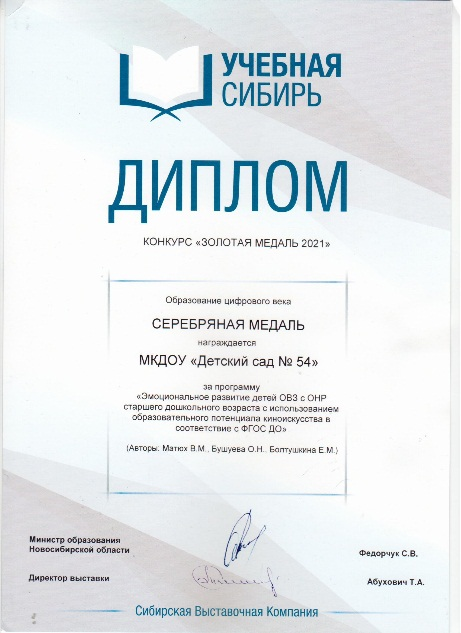 УЧЕБНАЯ
СИБИРЬ
ДИПЛОМ
КОНКУРС «ЗОЛОТАЯ МЕДАЛЬ 2021»
Образование цифрового века
СЕРЕБРЯНАЯ МЕДАЛЬ
награждается
МКДОУ «Детский сад № 54»
за программу
«Эмоциональное развитие детей ОВЗ с ОНР
старшего дошкольного возраста с использованием
образовательного потенциала киноискусства в
соответствие с ФГОС ДО»
(Авторы: Матюх В.М., Бушуева О.Н., Болтушкина Е.М.)
Министр образования
Новосибирской области
Федорчук С.В.
Директор выставки
Абухович Т.А.
Сибирская Выставочная Компания